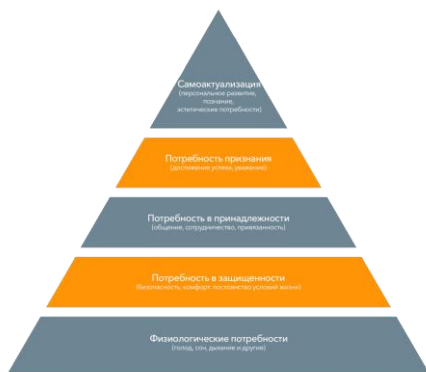 Самоактуализация
(персональное развитие,
познание,
эстетические потребности)
Потребность признания
(достижение успеха, уважение)
Потребность в принадлежности
(общение, сотрудничество, привязанность)
Потребность в защищенности
(безопасность, комфорт, постоянство условий жизни)
Физиологические потребности
(голод, сон, дыхание и другие)